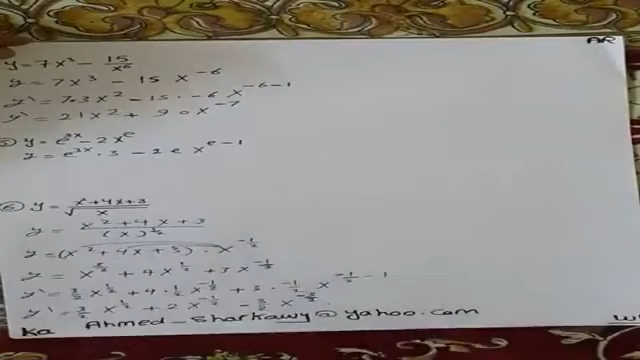 AR
y = 7x³ - 15/x⁶
y = 7x³ - 15 x⁻⁶
y' = 7·3x² - 15 · -6 x⁻⁶⁻¹
y' = 21x² + 90x⁻⁷
⑤ y = e³ˣ - 2xᵉ
y = e³ˣ · 3 - 2e xᵉ⁻¹
⑥ y = x²+4x+3 / √x
y = x² + 4x + 3 / (x)^½
y = (x² + 4x + 3) · x^-½
y = x^3/2 + 4x^½ + 3x^-½
y' = 3/2 x^½ + 4·½ x^-½ + 3·-½ x^-½-1
y' = 3/2 x^½ + 2x^-½ - 3/2 x^-3/2
Ahmed_Sharkawy@yahoo.com
Ka